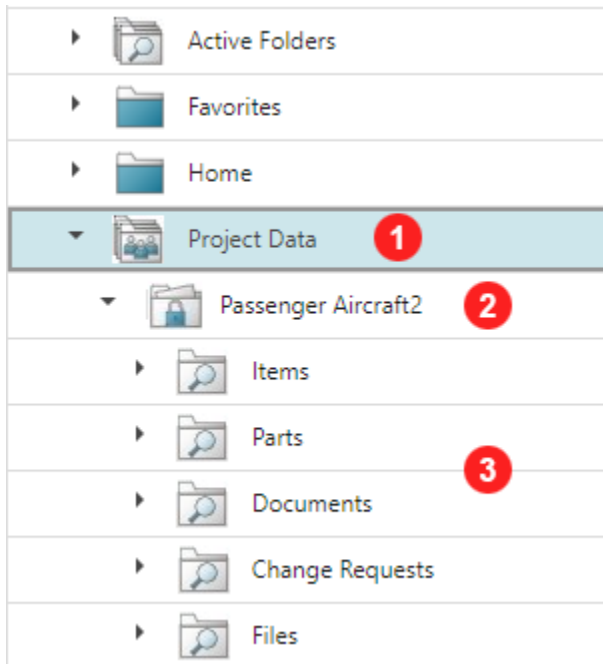 Active Folders
Favorites
Home
Project Data 1
Passenger Aircraft2 2
Items
Parts
3
Documents
Change Requests
Files